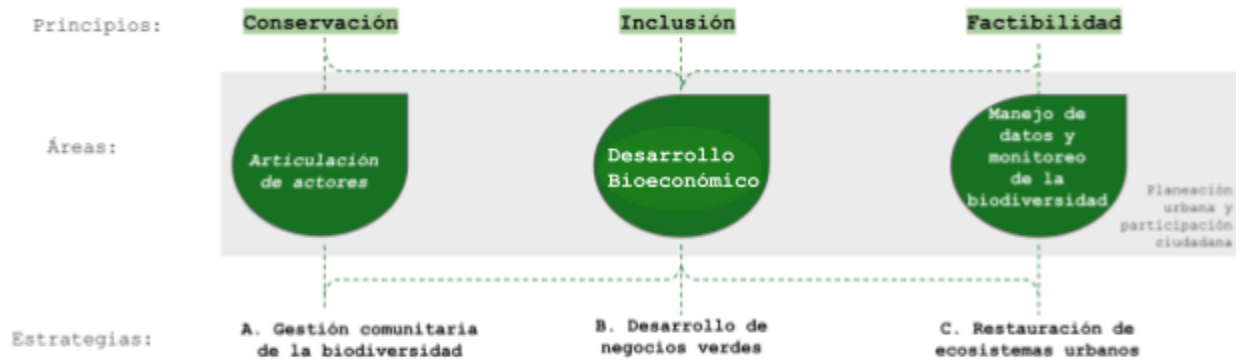 Principios:
Conservación
Inclusión
Factibilidad
Áreas:
Articulación
de actores
Desarrollo
Bioeconómico
Manejo de
datos y
monitoreo
de la
biodiversidad
Planeación
urbana y
participación
ciudadana
Estrategias:
A. Gestión comunitaria
de la biodiversidad
B. Desarrollo de
negocios verdes
C. Restauración de
ecosistemas urbanos